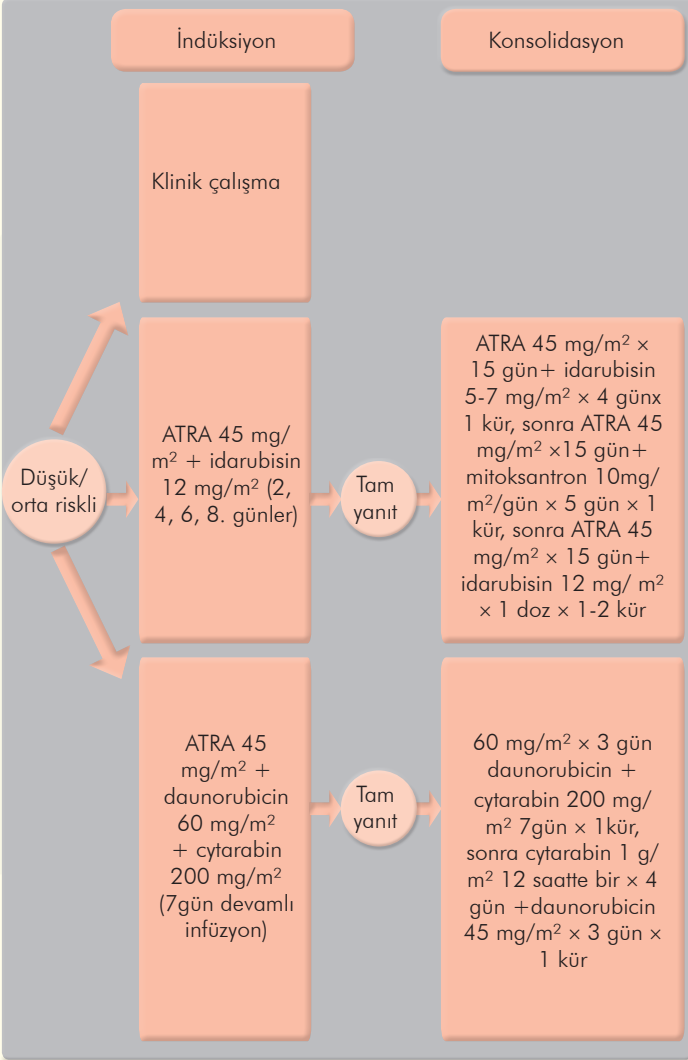 İndüksiyon
Konsolidasyon
Klinik çalışma
Düşük/
orta riskli
ATRA 45 mg/
m² + idarubisin
12 mg/m² (2,
4, 6, 8. günler)
Tam
yanıt
ATRA 45 mg/m² ×
15 gün+ idarubisin
5-7 mg/m² × 4 günx
1 kür, sonra ATRA 45
mg/m² ×15 gün+
mitoksantron 10mg/
m²/gün × 5 gün × 1
kür, sonra ATRA 45
mg/m² × 15 gün+
idarubisin 12 mg/ m²
× 1 doz × 1-2 kür
ATRA 45
mg/m² +
daunorubicin
60 mg/m²
+ cytarabin
200 mg/m²
(7gün devamlı
infüzyon)
Tam
yanıt
60 mg/m² × 3 gün
daunorubicin +
cytarabin 200 mg/
m² 7gün × 1kür,
sonra cytarabin 1 g/
m² 12 saatte bir × 4
gün +daunorubicin
45 mg/m² × 3 gün ×
1 kür